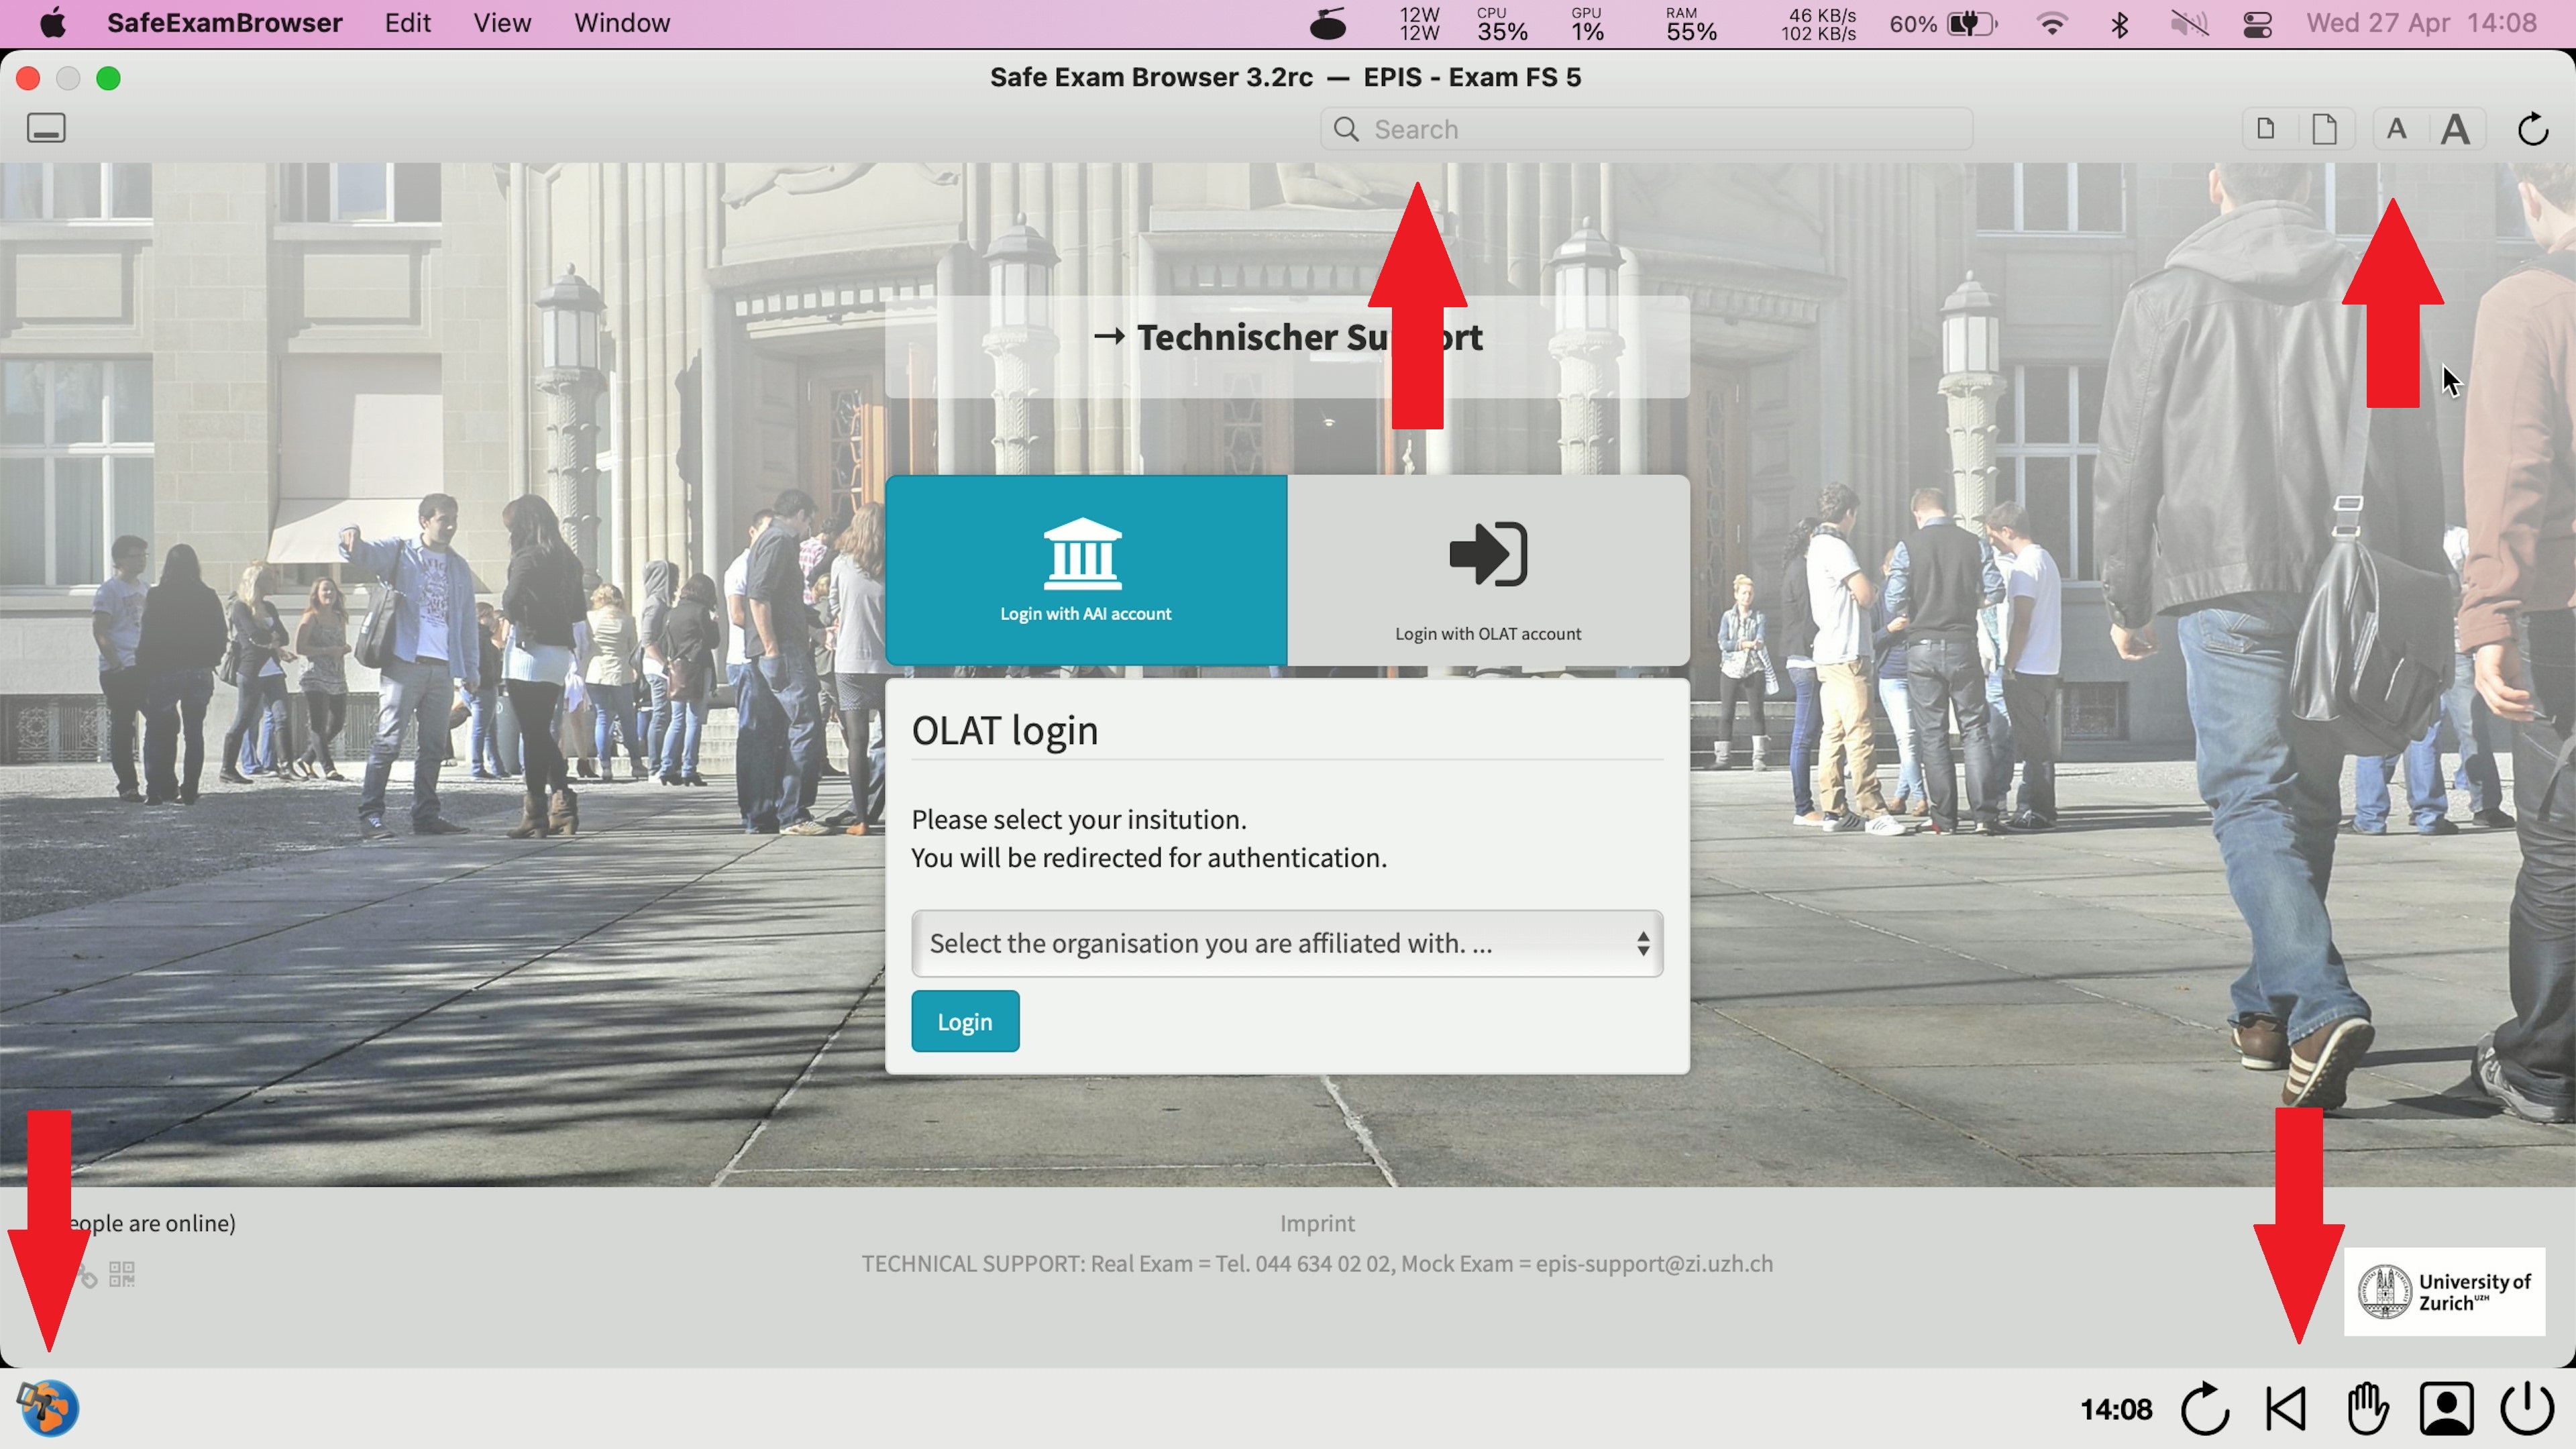 SafeExamBrowser Edit View Window 12W 12W CPU 35% GPU 1% RAM 55% 46 KB/s 102 KB/s 60% Wed 27 Apr 14:08
Safe Exam Browser 3.2rc — EPIS - Exam FS 5
Search A A
→ Technischer Su ort
Login with AAI account
Login with OLAT account
OLAT login
Please select your insitution.
You will be redirected for authentication.
Select the organisation you are affiliated with. ...
Login
eople are online)
Imprint
TECHNICAL SUPPORT: Real Exam = Tel. 044 634 02 02, Mock Exam = epis-support@zi.uzh.ch
University of
Zurich UZH
14:08